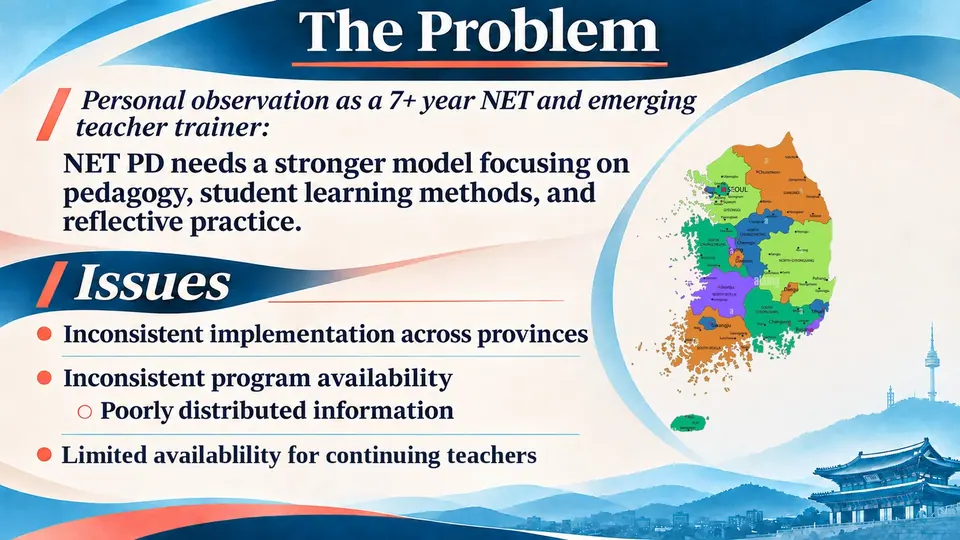 The Problem
Personal observation as a 7+ year NET and emerging
teacher trainer:
NET PD needs a stronger model focusing on
pedagogy, student learning methods, and
reflective practice.
Issues
Inconsistent implementation across provinces
Inconsistent program availability
Poorly distributed information
Limited availablility for continuing teachers
SEOUL